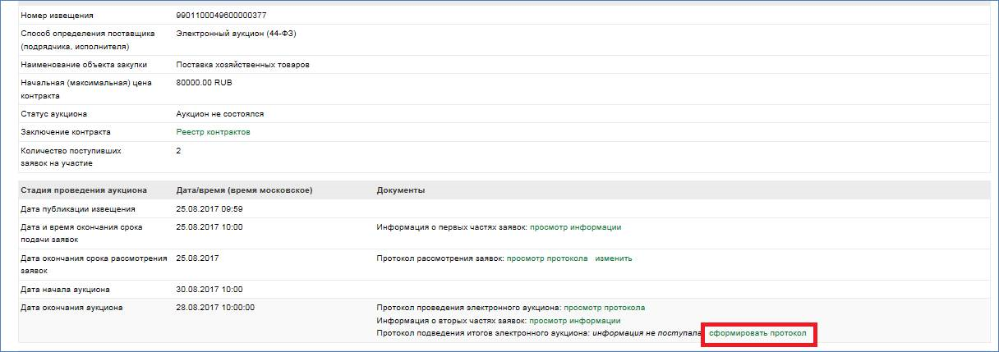 Номер извещения 9901100049600000377
Способ определения поставщика Электронный аукцион (44-ФЗ)
(подрядчика, исполнителя)
Наименование объекта закупки Поставка хозяйственных товаров
Начальная (максимальная) цена 80000.00 RUB
контракта
Статус аукциона Аукцион не состоялся
Заключение контракта Реестр контрактов
Количество поступивших 2
заявок на участие
Стадия проведения аукциона Дата/время (время московское) Документы
Дата публикации извещения 25.08.2017 09:59
Дата и время окончания срока 25.08.2017 10:00 Информация о первых частях заявок: просмотр информации
подачи заявок
Дата окончания срока рассмотрения 25.08.2017 Протокол рассмотрения заявок: просмотр протокола изменить
заявок
Дата начала аукциона 30.08.2017 10:00
Дата окончания аукциона 28.08.2017 10:00:00 Протокол проведения электронного аукциона: просмотр протокола
Информация о вторых частях заявок: просмотр информации
Протокол подведения итогов электронного аукциона: информация не поступала сформировать протокол